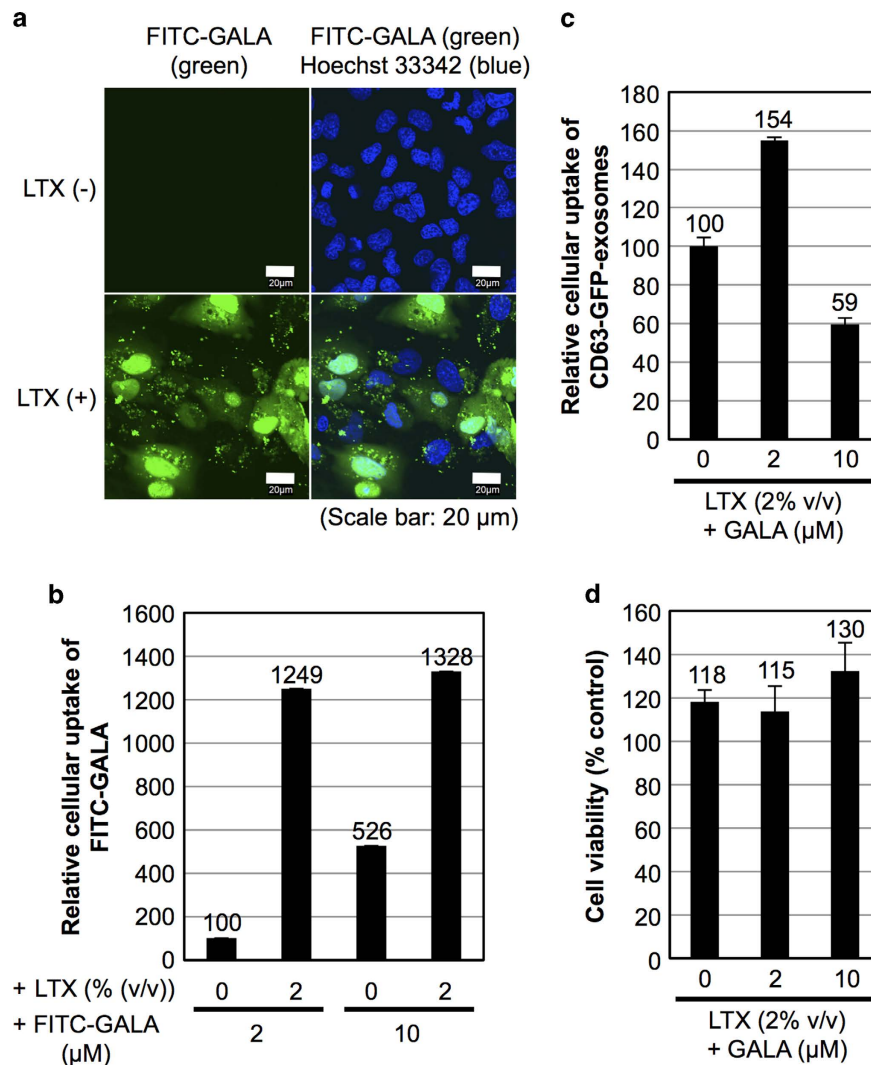 a
FITC-GALA
(green)
FITC-GALA (green)
Hoechst 33342 (blue)
LTX (-)
20μm
20μm
LTX (+)
20μm
20μm
(Scale bar: 20 μm)
b
Relative cellular uptake of
FITC-GALA
1600
1400
1200
1000
800
600
400
200
0
100
1249
526
1328
+ LTX (% (v/v))
0
2
0
2
+ FITC-GALA
(μM)
2
10
c
Relative cellular uptake of
CD63-GFP-exosomes
180
160
140
120
100
80
60
40
20
0
100
154
59
0
2
10
LTX (2% v/v)
+ GALA (μM)
d
Cell viability (% control)
160
140
120
100
80
60
40
20
0
118
115
130
0
2
10
LTX (2% v/v)
+ GALA (μM)